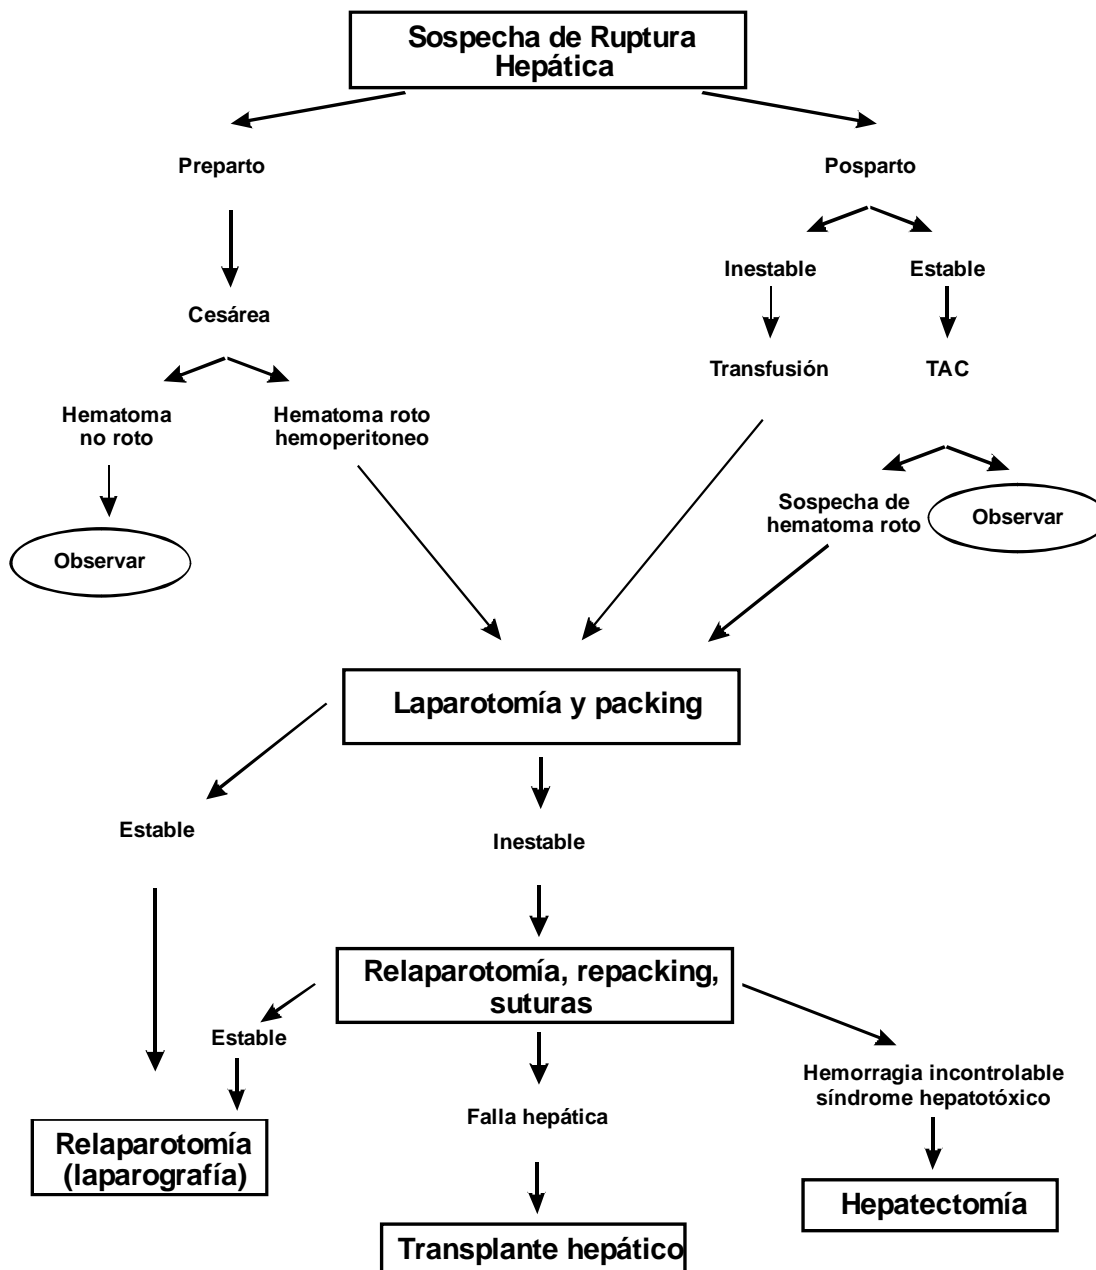 Sospecha de Ruptura
Hepática
Preparto
Posparto
Inestable
Estable
Cesárea
Transfusión
TAC
Hematoma
no roto
Hematoma roto
hemoperitoneo
Sospecha de
hematoma roto
Observar
Observar
Laparotomía y packing
Estable
Inestable
Relaparotomía, repacking,
suturas
Estable
Hemorragia incontrolable
síndrome hepatotóxico
Falla hepática
Relaparotomía
(laparografía)
Hepatectomía
Transplante hepático